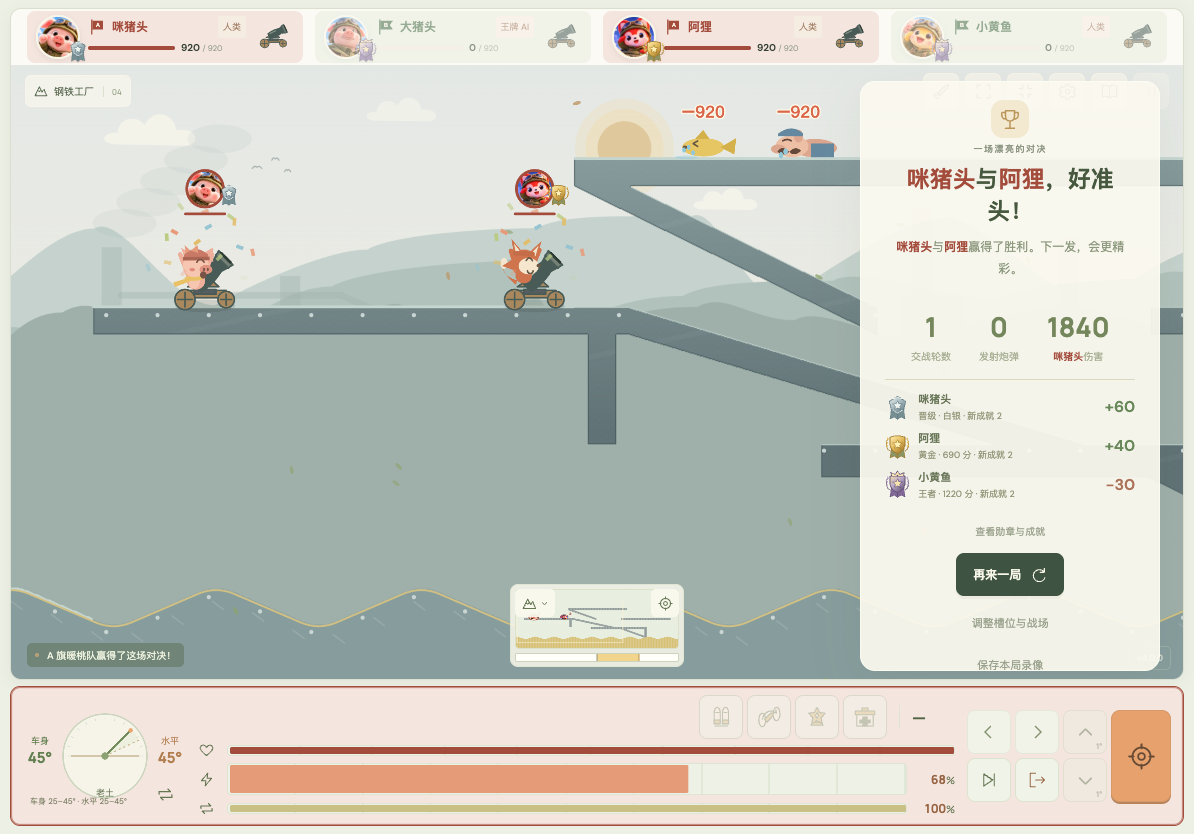 咪猪头
人类
920 / 920
大猪头
王牌 AI
0 / 920
阿狸
人类
920 / 920
小黄鱼
人类
0 / 920
钢铁工厂 04
−920
−920
一场漂亮的对决
咪猪头与阿狸，好准
头！
咪猪头与阿狸赢得了胜利。下一发，会更精
彩。
1 0 1840
交战轮数 发射炮弹 咪猪头伤害
咪猪头
晋级 · 白银 · 新成就 2
+60
阿狸
黄金 · 690 分 · 新成就 2
+40
小黄鱼
王者 · 1220 分 · 新成就 2
−30
查看勋章与成就
再来一局
调整槽位与战场
保存本局录像
A 旗暖桃队赢得了这场对决！
车身
45°
水平
45°
老土
车身 25–45° · 水平 25–45°
68%
100%
1°
1°